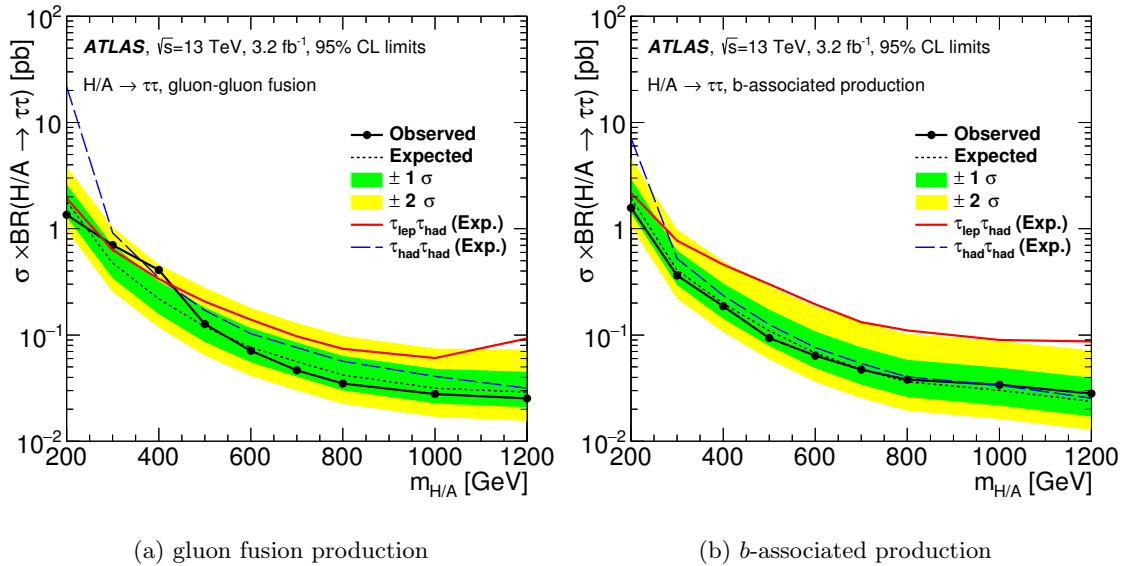 σ ×BR(H/A → ττ) [pb]
10²
10
1
10⁻¹
10⁻²
ATLAS, √s=13 TeV, 3.2 fb⁻¹, 95% CL limits
H/A → ττ, gluon-gluon fusion
Observed
Expected
± 1 σ
± 2 σ
τlepτhad (Exp.)
τhadτhad (Exp.)
200 400 600 800 1000 1200
mH/A [GeV]
(a) gluon fusion production
σ ×BR(H/A → ττ) [pb]
10²
10
1
10⁻¹
10⁻²
ATLAS, √s=13 TeV, 3.2 fb⁻¹, 95% CL limits
H/A → ττ, b-associated production
Observed
Expected
± 1 σ
± 2 σ
τlepτhad (Exp.)
τhadτhad (Exp.)
200 400 600 800 1000 1200
mH/A [GeV]
(b) b-associated production